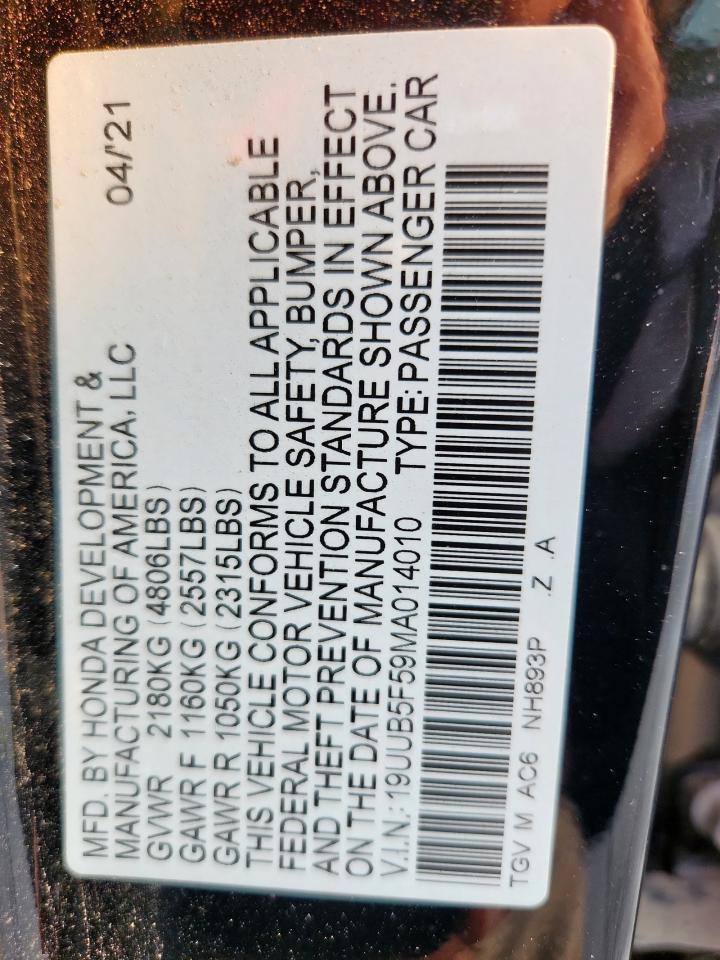 MFD. BY HONDA DEVELOPMENT &
MANUFACTURING OF AMERICA, LLC 04/'21
GVWR 2180KG (4806LBS)
GAWR F 1160KG (2557LBS)
GAWR R 1050KG (2315LBS)
THIS VEHICLE CONFORMS TO ALL APPLICABLE
FEDERAL MOTOR VEHICLE SAFETY, BUMPER,
AND THEFT PREVENTION STANDARDS IN EFFECT
ON THE DATE OF MANUFACTURE SHOWN ABOVE.
V.I.N.: 19UUB5F59MA014010 TYPE: PASSENGER CAR
TGV M AC6 NH893P .Z .A